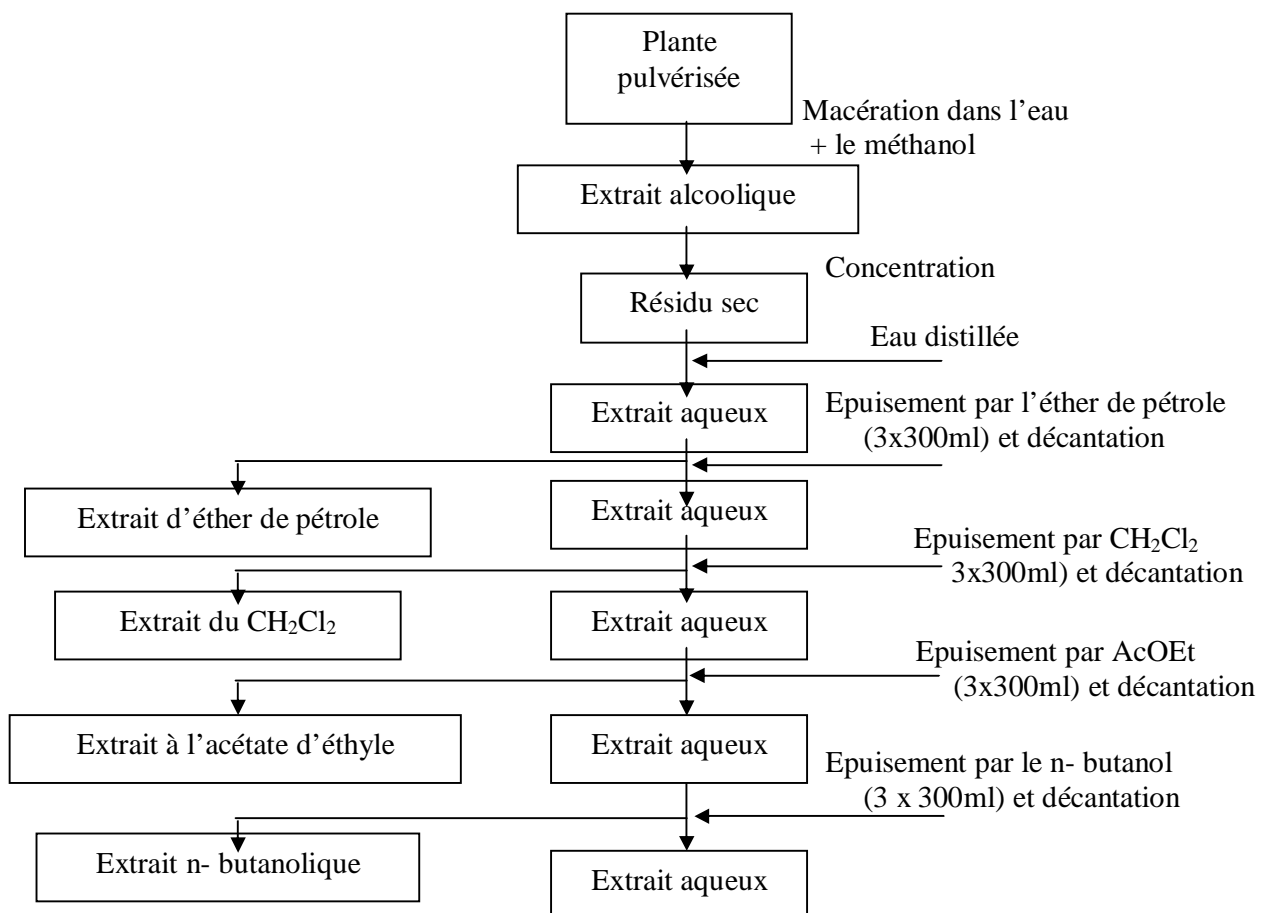 Plante
pulvérisée
Macération dans l’eau
+ le méthanol
Extrait alcoolique
Concentration
Résidu sec
Eau distillée
Extrait aqueux
Epuisement par l’éther de pétrole
(3x300ml) et décantation
Extrait d’éther de pétrole
Extrait aqueux
Epuisement par CH₂Cl₂
3x300ml) et décantation
Extrait du CH₂Cl₂
Extrait aqueux
Epuisement par AcOEt
(3x300ml) et décantation
Extrait à l’acétate d’éthyle
Extrait aqueux
Epuisement par le n- butanol
(3 x 300ml) et décantation
Extrait n- butanolique
Extrait aqueux